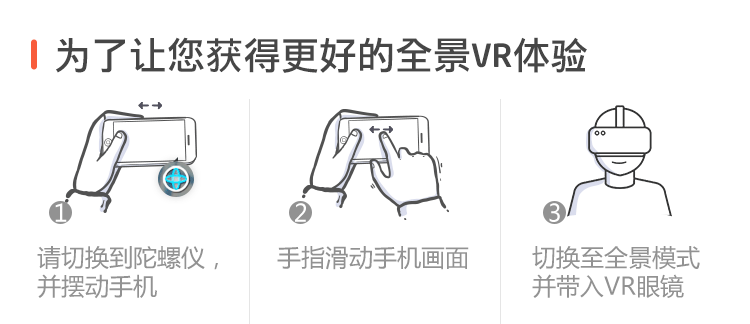 为了让您获得更好的全景VR体验
1
请切换到陀螺仪，
并摆动手机
2
手指滑动手机画面
3
切换至全景模式
并带入VR眼镜